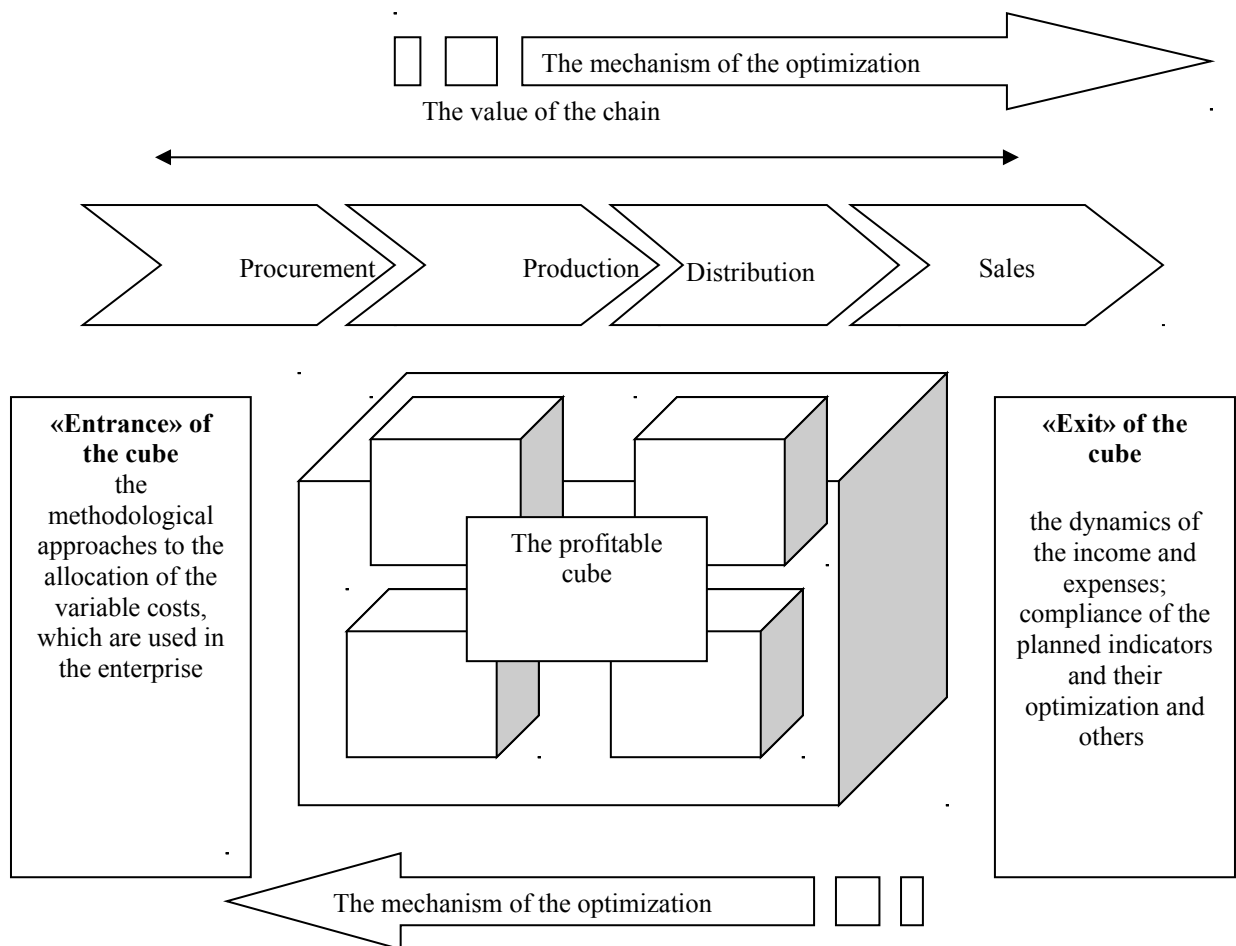 The mechanism of the optimization
The value of the chain
Procurement
Production
Distribution
Sales
«Entrance» of
the cube
the
methodological
approaches to the
allocation of the
variable costs,
which are used in
the enterprise
The profitable
cube
«Exit» of the
cube
the dynamics of
the income and
expenses;
compliance of the
planned indicators
and their
optimization and
others
The mechanism of the optimization